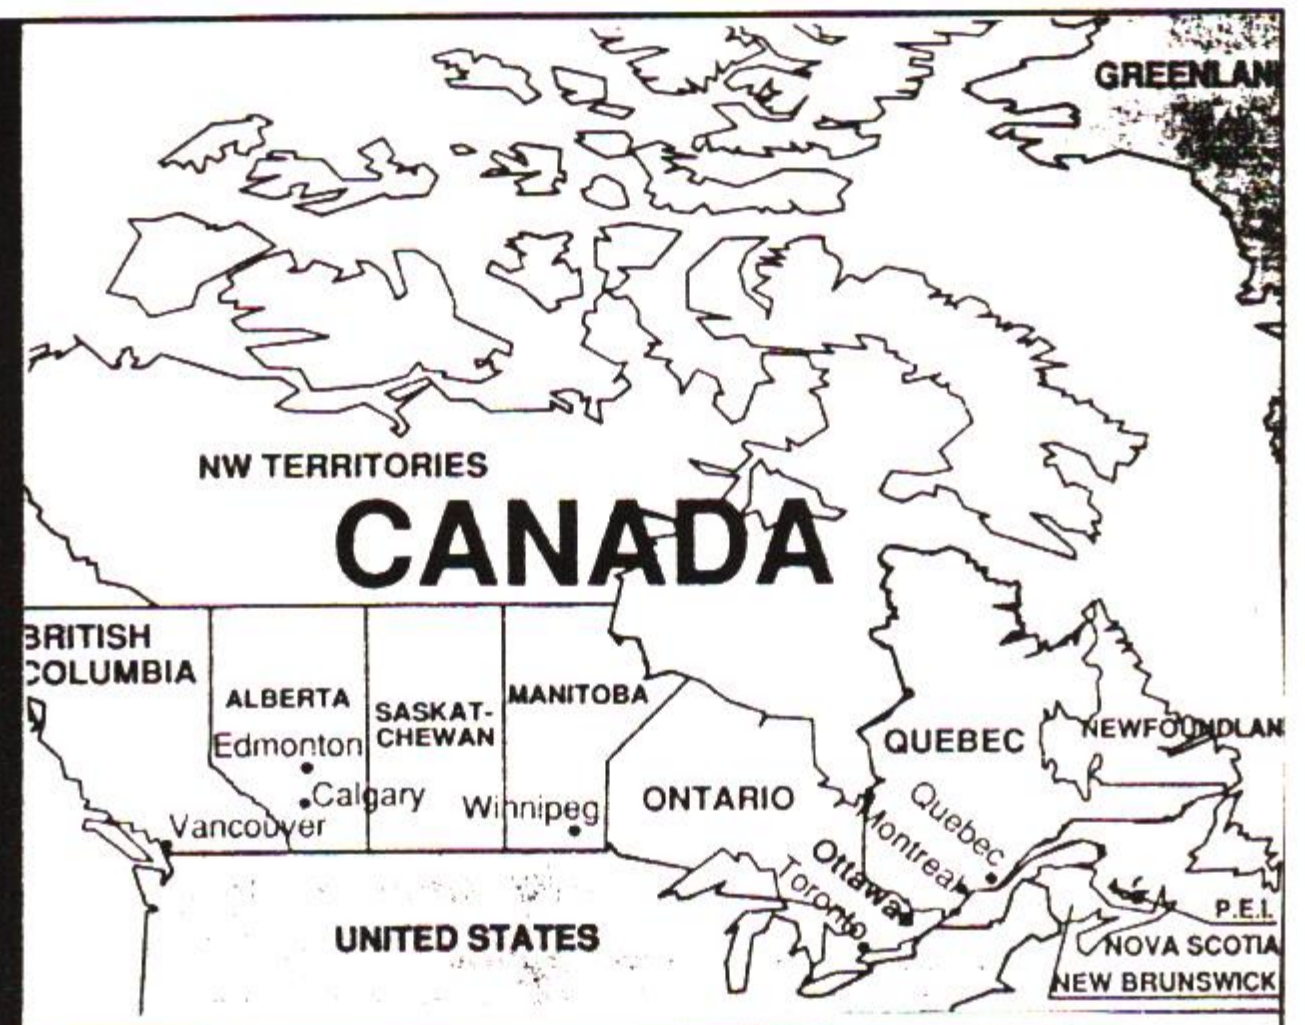 GREENLAN
NW TERRITORIES
CANADA
BRITISH
COLUMBIA
ALBERTA
SASKAT-
CHEWAN
MANITOBA
Edmonton
Calgary
Vancouver
Winnipeg
ONTARIO
QUEBEC
NEWFOUNDLAN
Quebec
Montreal
Ottawa
Toronto
UNITED STATES
P.E.I.
NOVA SCOTIA
NEW BRUNSWICK